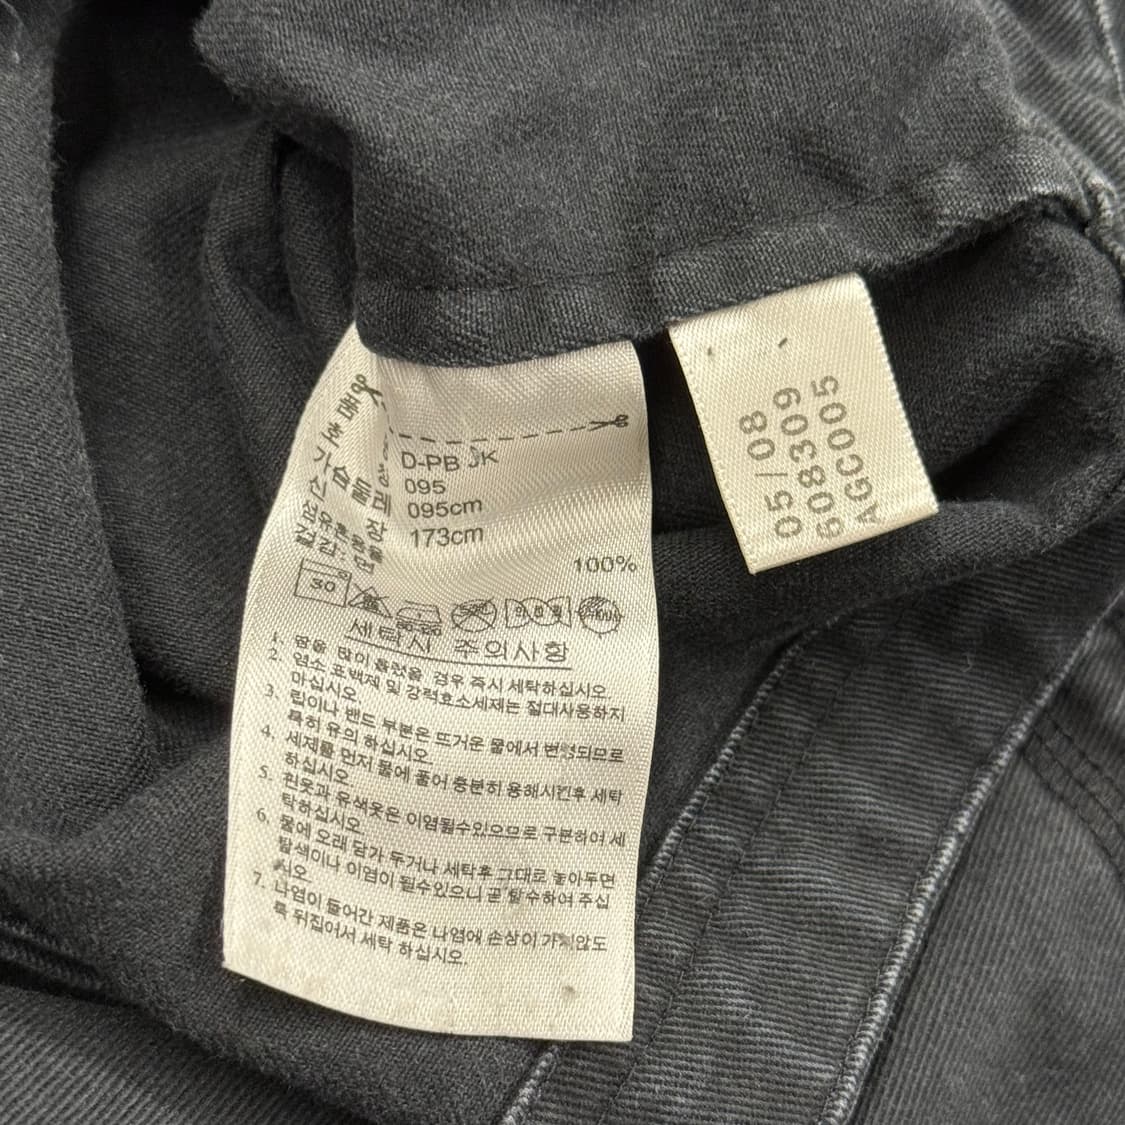 D-PB JK
095
095cm
173cm
가슴둘레
신장
100%
30
세탁시 주의사항
1. 땀을 많이 흘렸을 경우 즉시 세탁하십시오.
2. 염소 표백제 및 강력효소세제는 절대사용하지
마십시오
3. 립이나 밴드 부분은 뜨거운 물에서 변형되므로
특히 유의 하십시오.
4. 세제를 먼저 물에 풀어 충분히 용해시킨후 세탁
하십시오.
5. 흰옷과 유색옷은 이염될수있으므로 구분하여 세
탁하십시오.
6. 물에 오래 담가 두거나 세탁후 그대로 놓아두면
탈색이나 이염이 될수있으니 곧 탈수하여 주십
시오
7. 나염이 들어간 제품은 나염에 손상이 가지않도
록 뒤집어서 세탁 하십시오.
05/08
608309
AGC005